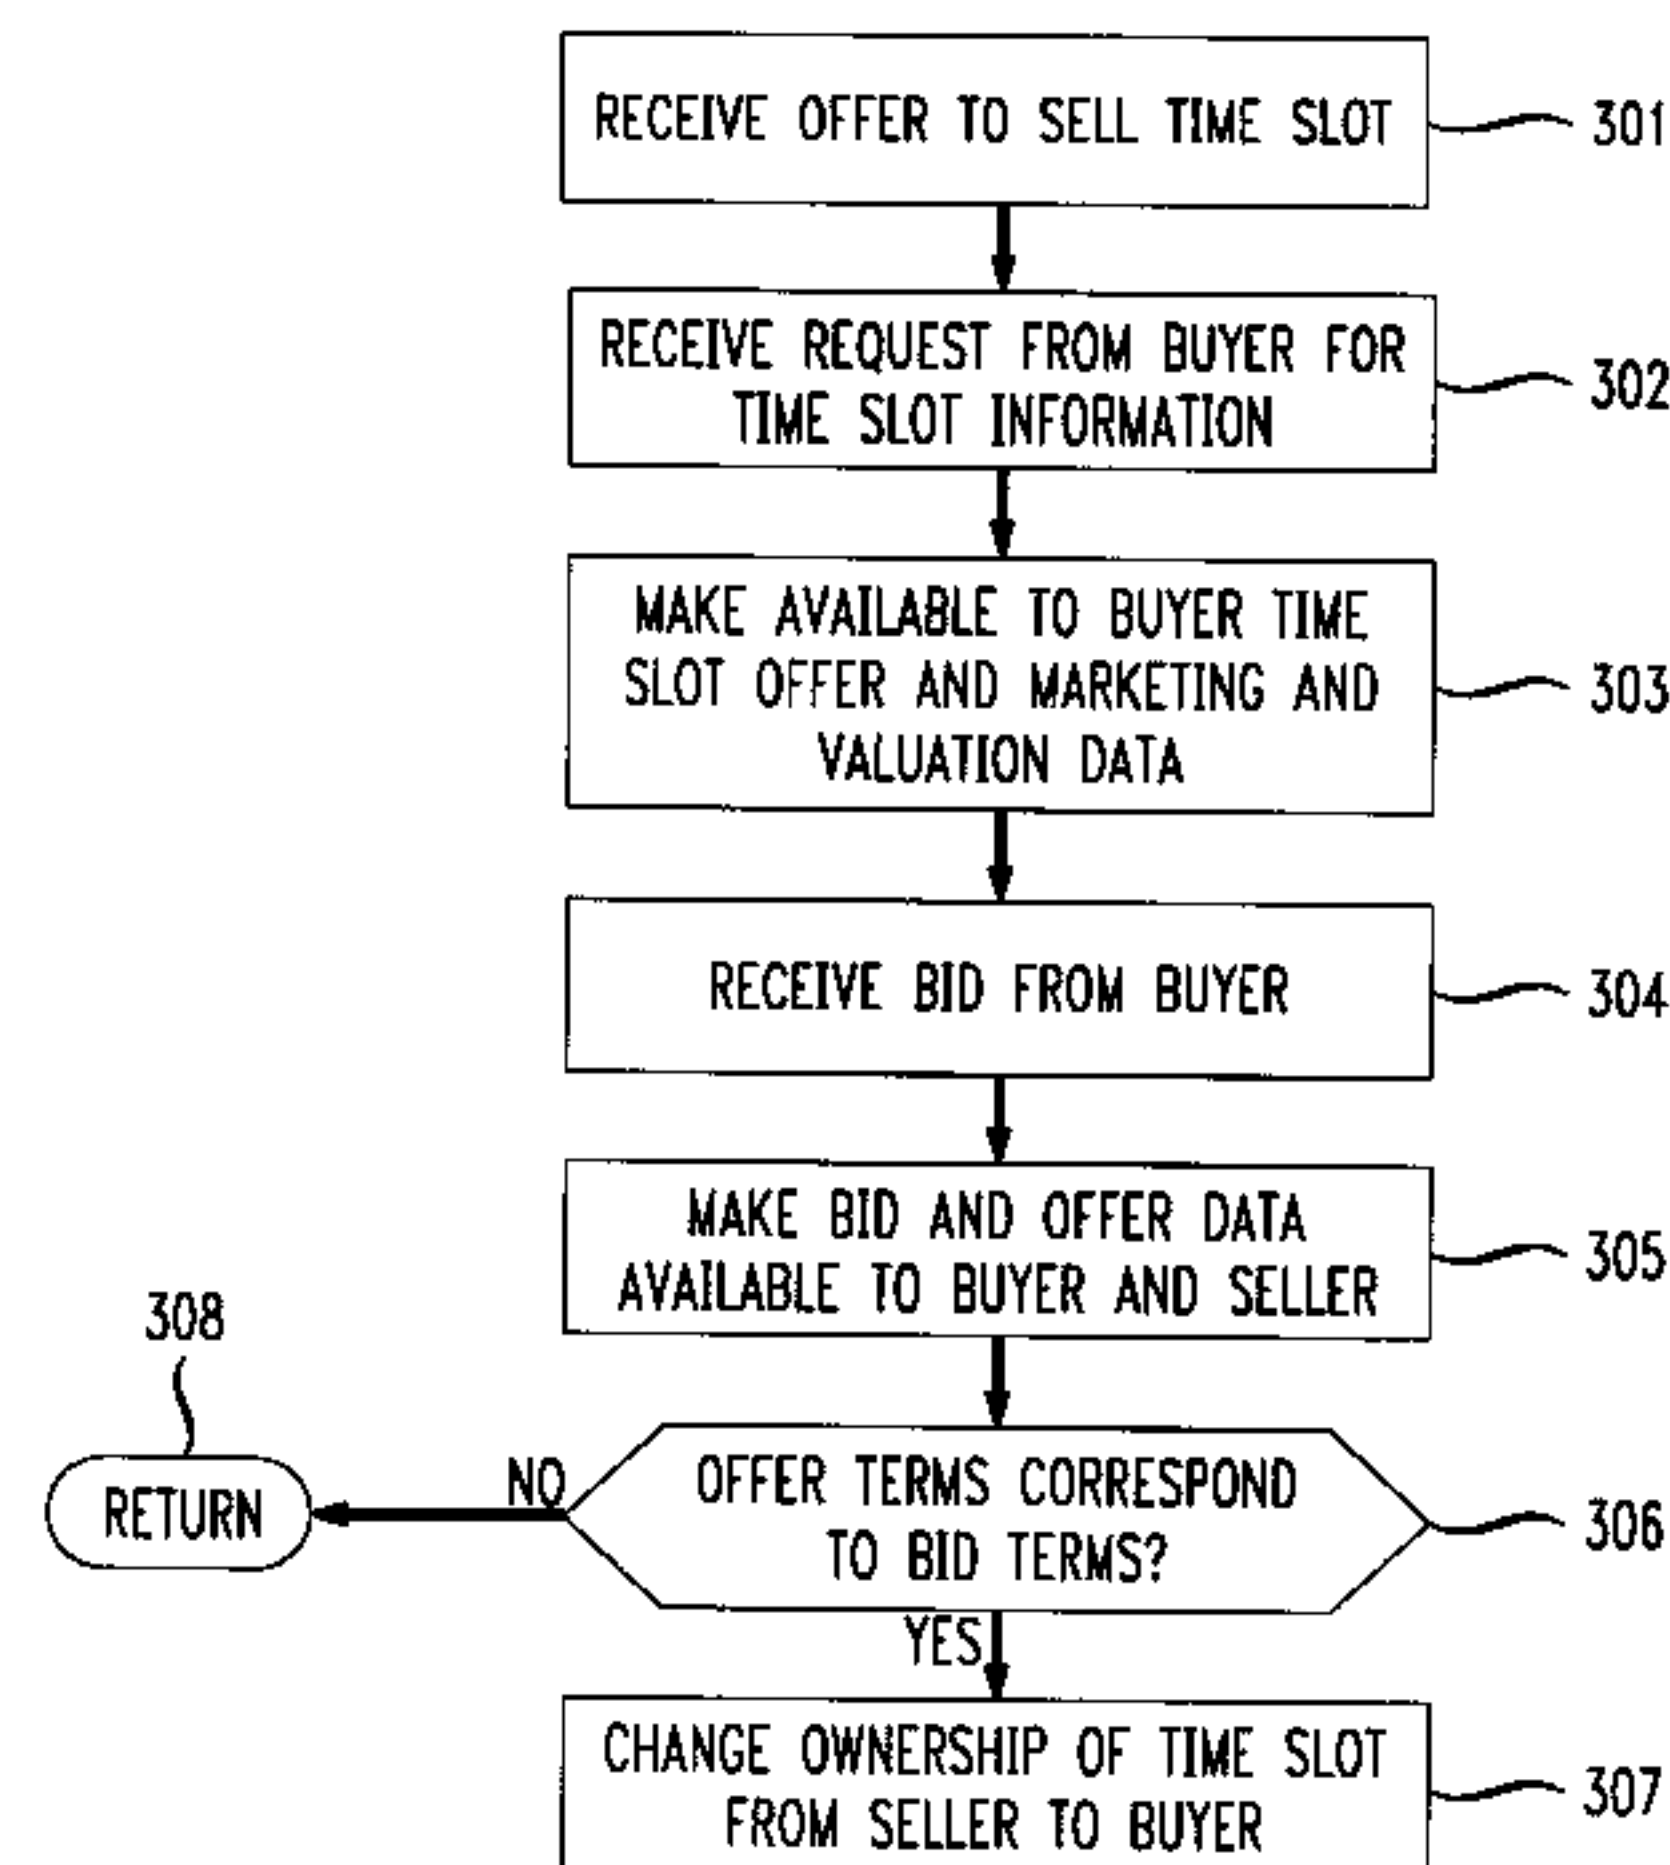 RECEIVE OFFER TO SELL TIME SLOT
301
RECEIVE REQUEST FROM BUYER FOR
TIME SLOT INFORMATION
302
MAKE AVAILABLE TO BUYER TIME
SLOT OFFER AND MARKETING AND
VALUATION DATA
303
RECEIVE BID FROM BUYER
304
MAKE BID AND OFFER DATA
AVAILABLE TO BUYER AND SELLER
305
308
RETURN
NO
OFFER TERMS CORRESPOND
TO BID TERMS?
306
YES
CHANGE OWNERSHIP OF TIME SLOT
FROM SELLER TO BUYER
307